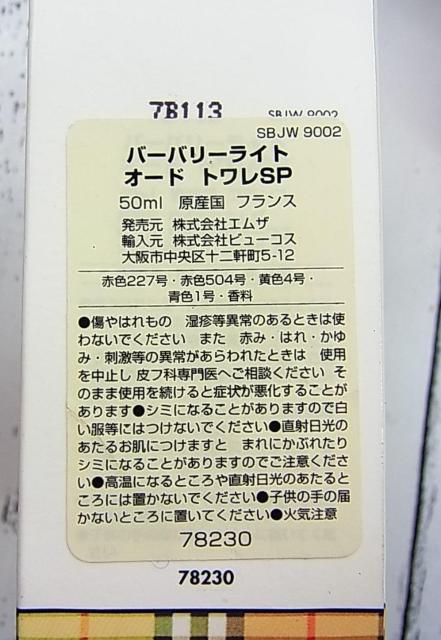 7B113
SBJW 9002
SBJW 9002
バーバリーライト
オード トワレSP
50ml 原産国 フランス
発売元 株式会社エムザ
輸入元 株式会社ビューコス
大阪市中央区十二軒町5-12
赤色227号・赤色504号・黄色4号・
青色1号・香料
●傷やはれもの 湿疹等異常のあるときは使
わないでください また 赤み・はれ・かゆ
み・刺激等の異常があらわれたときは 使用
を中止し 皮フ科専門医へご相談ください そ
のまま使用を続けると症状が悪化することが
あります●シミになることがありますので白
い服等にはつけないでください●直射日光の
あたるお肌につけますと まれにかぶれたり
シミになることがありますのでご注意くださ
い●高温になるところや直射日光のあたると
ころには置かないでください●子供の手の届
かないところに置いてください●火気注意
78230
78230